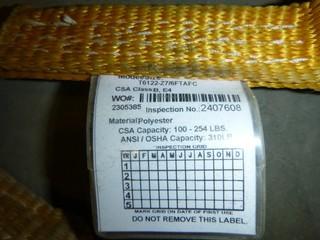 T6122-Z7/6FTAFC
CSA Class B, E4
WO#:
2305385 Inspection No.: 2407608
Material: Polyester
CSA Capacity: 100 - 254 LBS.
ANSI / OSHA Capacity: 310
INSPECTION GRID
YR J F M A M J J A S O N D
1
2
3
4
5
MARK GRID ON DATE OF FIRST USE
DO NOT REMOVE THIS LABEL.